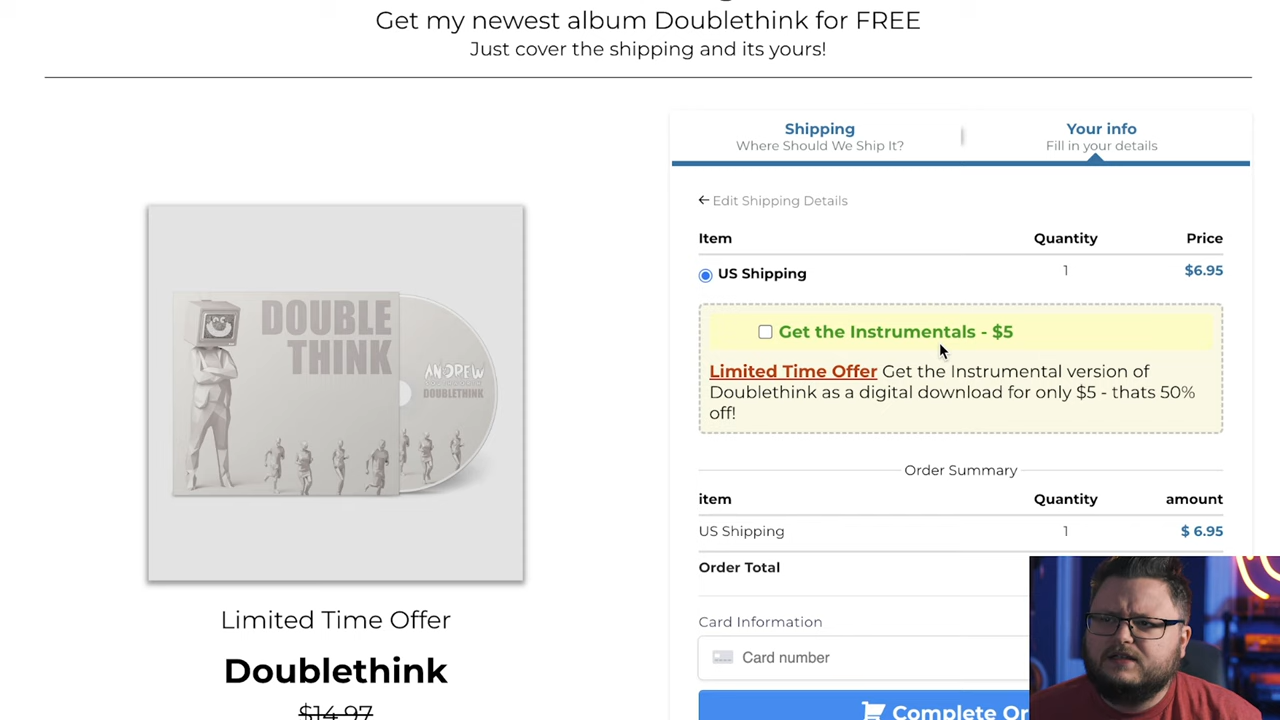 Get my newest album Doublethink for FREE
Just cover the shipping and its yours!
Shipping
Where Should We Ship It?
Your info
Fill in your details
← Edit Shipping Details
Item Quantity Price
US Shipping 1 $6.95
Get the Instrumentals - $5
Limited Time Offer Get the Instrumental version of
Doublethink as a digital download for only $5 - thats 50%
off!
Order Summary
item Quantity amount
US Shipping 1 $ 6.95
Order Total
Card Information
Card number
Complete Or
DOUBLE
THINK
ANDREW
DOUBLETHINK
Limited Time Offer
Doublethink
$14.97